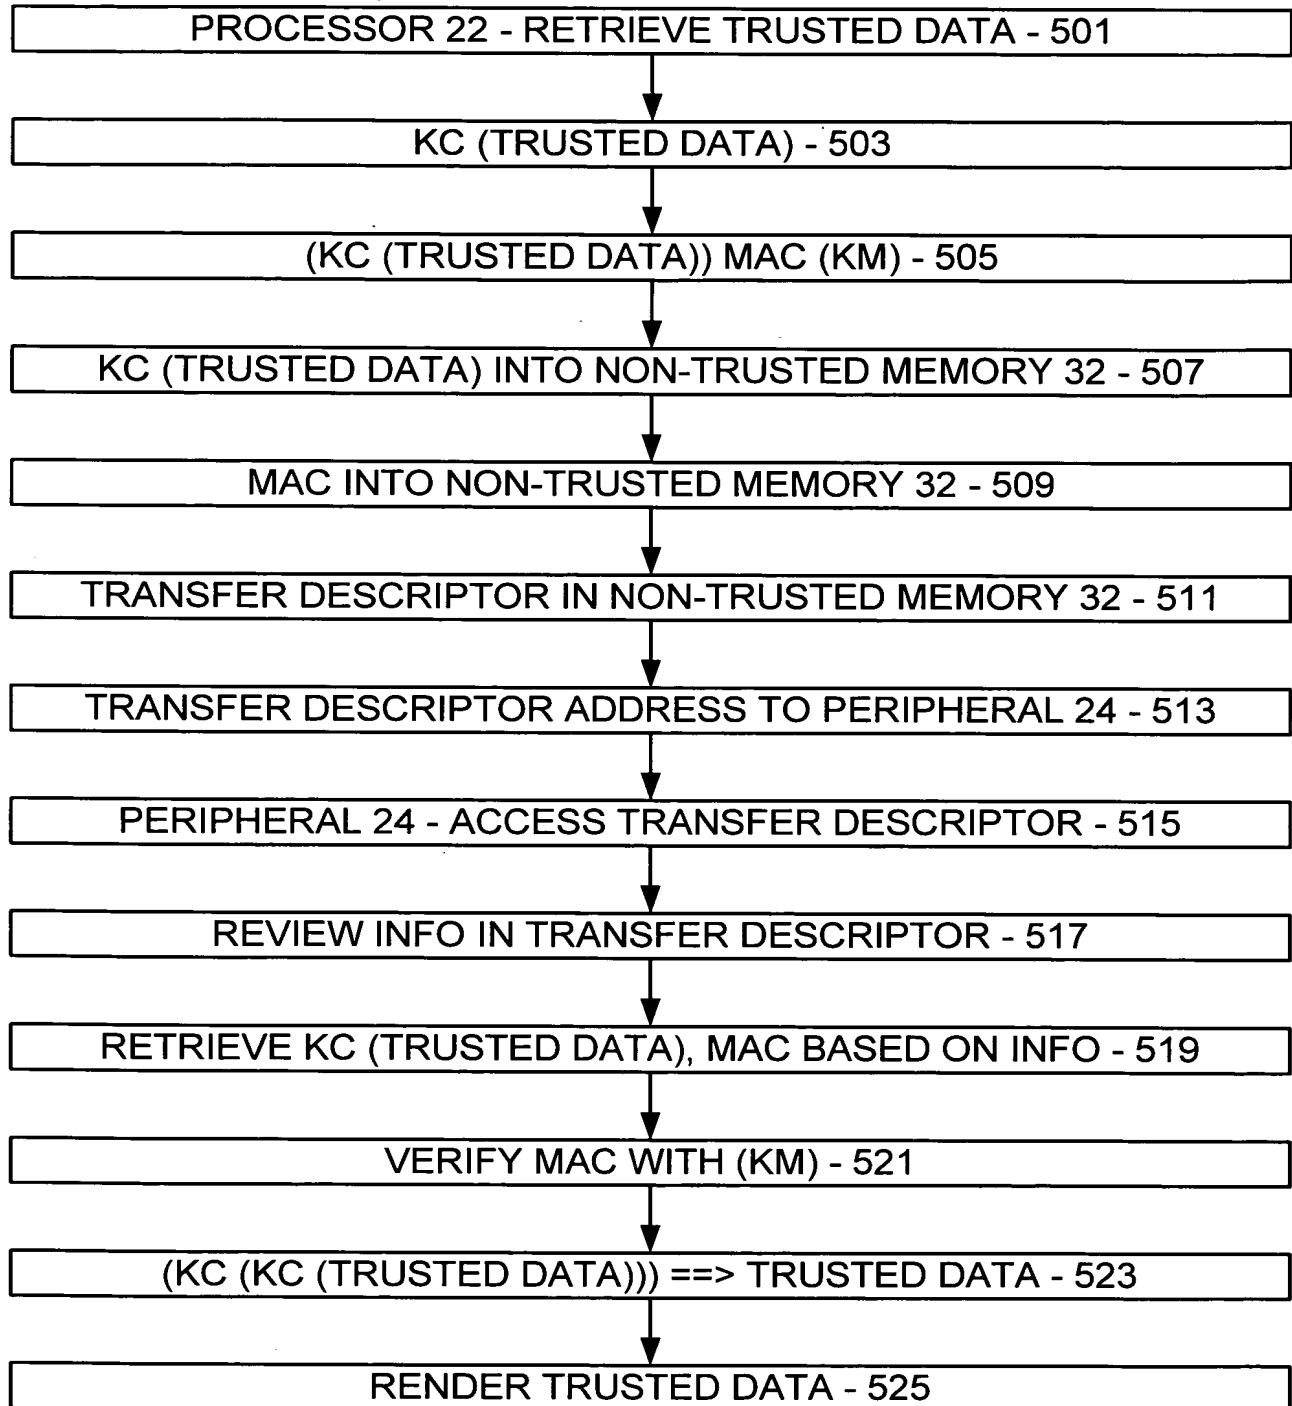 PROCESSOR 22 - RETRIEVE TRUSTED DATA - 501
KC (TRUSTED DATA) - 503
(KC (TRUSTED DATA)) MAC (KM) - 505
KC (TRUSTED DATA) INTO NON-TRUSTED MEMORY 32 - 507
MAC INTO NON-TRUSTED MEMORY 32 - 509
TRANSFER DESCRIPTOR IN NON-TRUSTED MEMORY 32 - 511
TRANSFER DESCRIPTOR ADDRESS TO PERIPHERAL 24 - 513
PERIPHERAL 24 - ACCESS TRANSFER DESCRIPTOR - 515
REVIEW INFO IN TRANSFER DESCRIPTOR - 517
RETRIEVE KC (TRUSTED DATA), MAC BASED ON INFO - 519
VERIFY MAC WITH (KM) - 521
(KC (KC (TRUSTED DATA))) ==> TRUSTED DATA - 523
RENDER TRUSTED DATA - 525